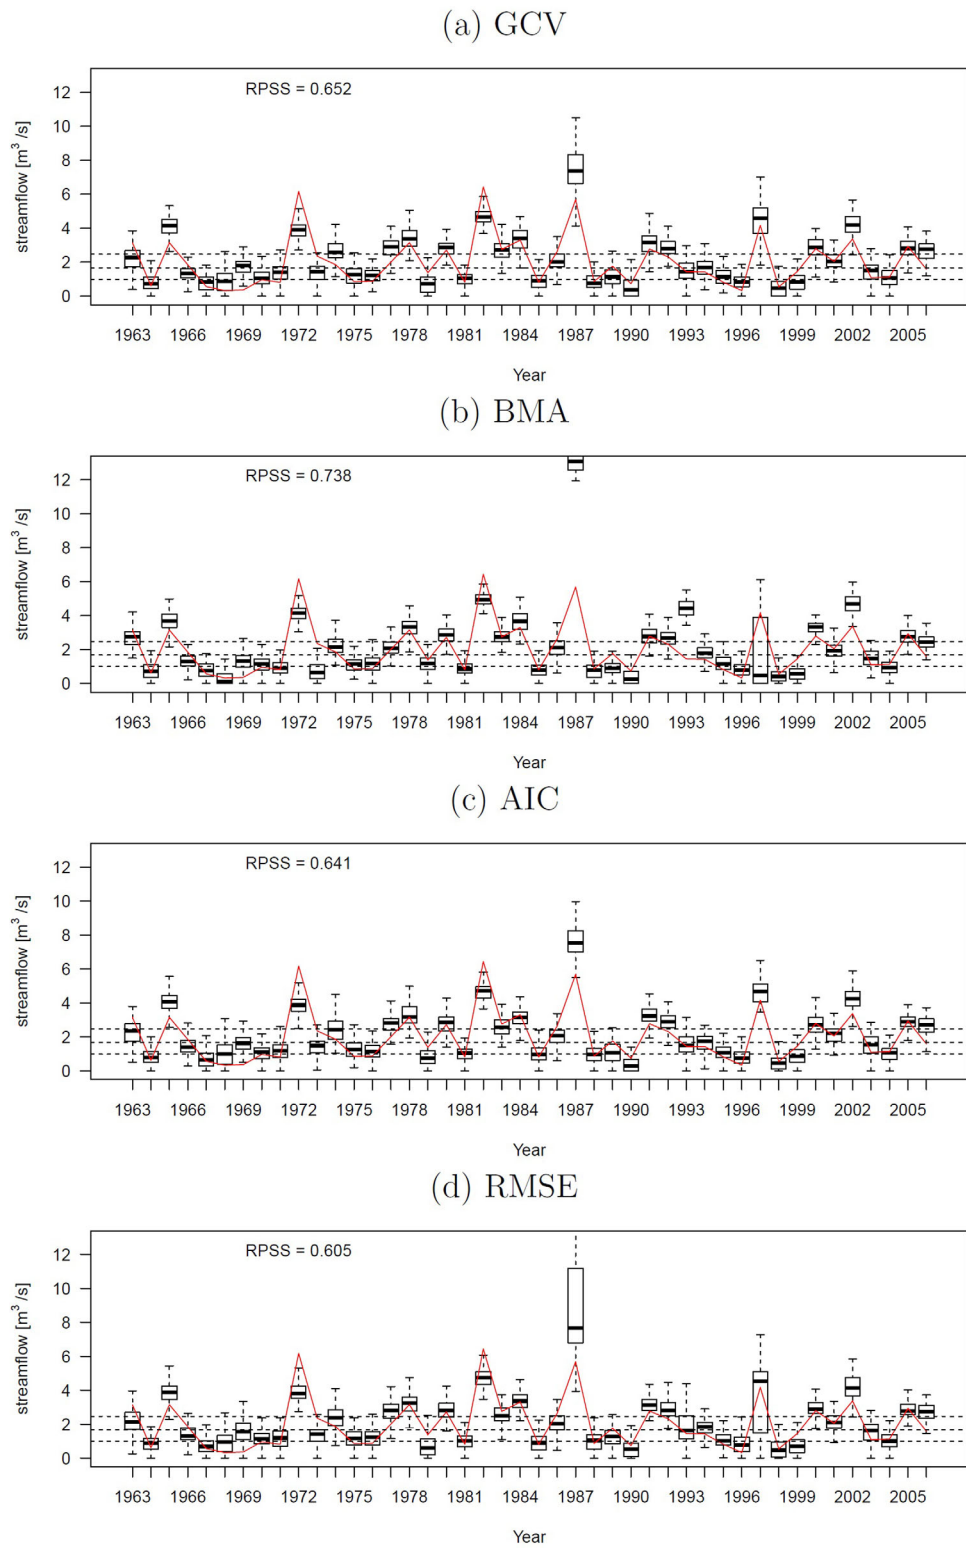 (a) GCV
RPSS = 0.652
streamflow [m³ /s]
12
10
8
6
4
2
0
1963 1966 1969 1972 1975 1978 1981 1984 1987 1990 1993 1996 1999 2002 2005
Year
(b) BMA
RPSS = 0.738
streamflow [m³ /s]
12
10
8
6
4
2
0
1963 1966 1969 1972 1975 1978 1981 1984 1987 1990 1993 1996 1999 2002 2005
Year
(c) AIC
RPSS = 0.641
streamflow [m³ /s]
12
10
8
6
4
2
0
1963 1966 1969 1972 1975 1978 1981 1984 1987 1990 1993 1996 1999 2002 2005
Year
(d) RMSE
RPSS = 0.605
streamflow [m³ /s]
12
10
8
6
4
2
0
1963 1966 1969 1972 1975 1978 1981 1984 1987 1990 1993 1996 1999 2002 2005
Year